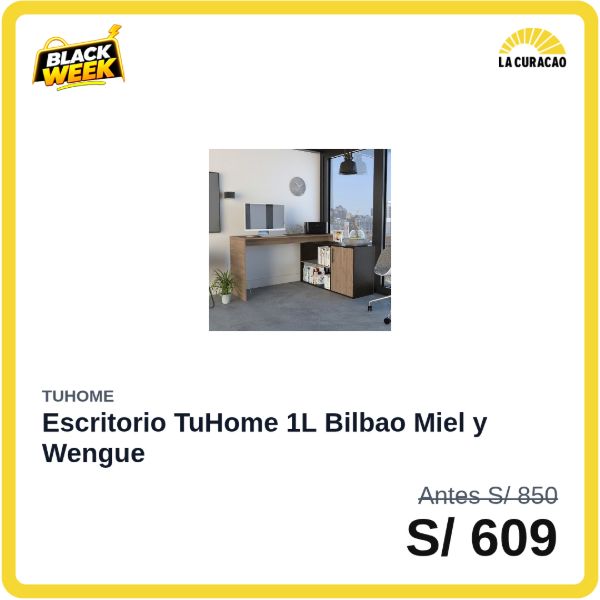 BLACK
WEEK
LA CURACAO
TUHOME
Escritorio TuHome 1L Bilbao Miel y
Wengue
Antes S/ 850
S/ 609